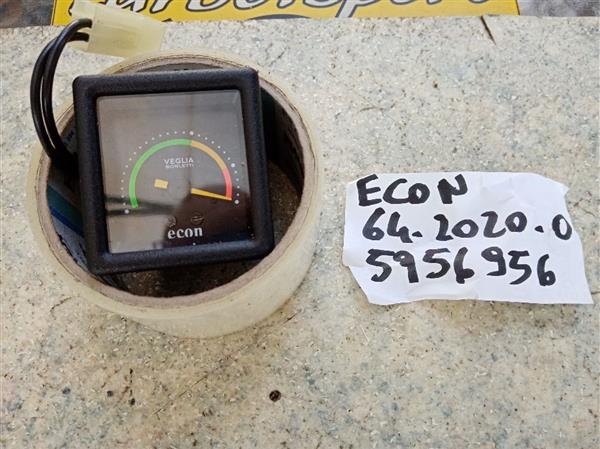 VEGLIA
BORLETTI
econ
ECON
64.2020.0
5956956